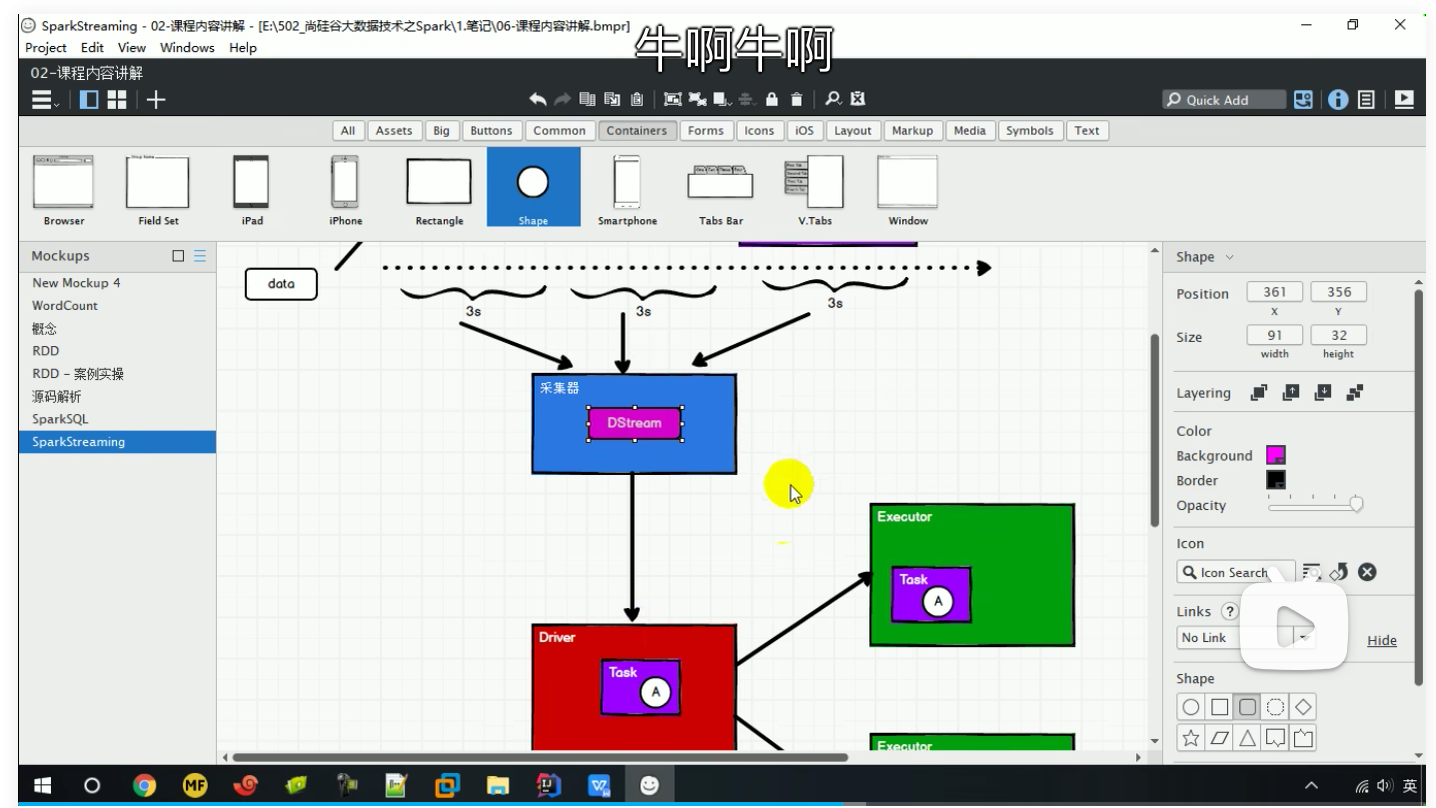 SparkStreaming - 02-课程内容讲解 - [E:\502_尚硅谷大数据技术之Spark\1.笔记\06-课程内容讲解.bmpr]
牛啊牛啊
Project Edit View Windows Help
02-课程内容讲解
Quick Add
All Assets Big Buttons Common Containers Forms Icons iOS Layout Markup Media Symbols Text
Browser Field Set iPad iPhone Rectangle Shape Smartphone Tabs Bar V.Tabs Window
Mockups
New Mockup 4
WordCount
概念
RDD
RDD - 案例实操
源码解析
SparkSQL
SparkStreaming
data
3s 3s 3s
采集器
DStream
Executor
Task
A
Driver
Task
A
Executor
Shape
Position 361 356
X Y
Size 91 32
width height
Layering
Color
Background
Border
Opacity
Icon
Icon Search
Links ?
No Link
Hide
Shape
MF
英